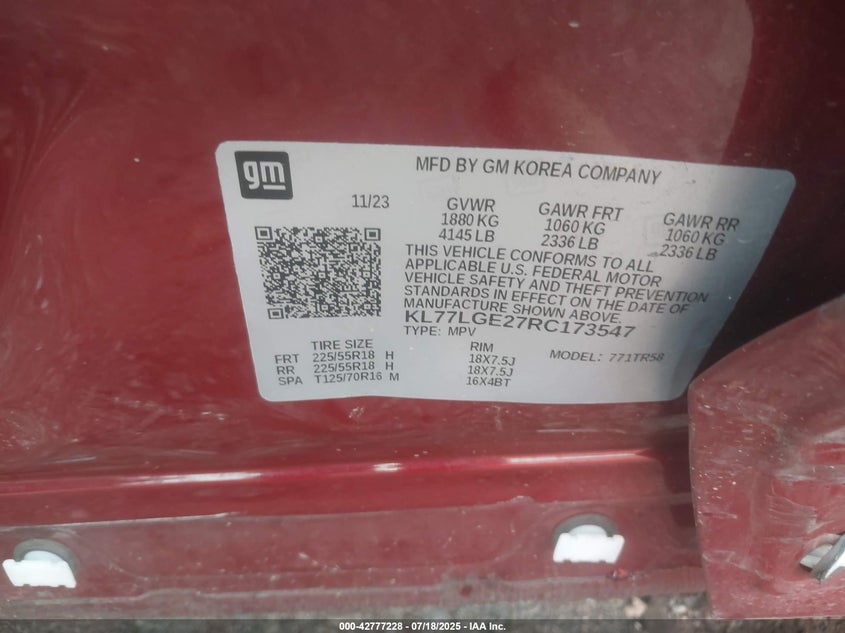 gm
MFD BY GM KOREA COMPANY
11/23
GVWR
1880 KG
4145 LB
GAWR FRT
1060 KG
2336 LB
GAWR RR
1060 KG
2336 LB
THIS VEHICLE CONFORMS TO ALL
APPLICABLE U.S. FEDERAL MOTOR
VEHICLE SAFETY AND THEFT PREVENTION
STANDARDS IN EFFECT ON THE DATE OF
MANUFACTURE SHOWN ABOVE.
KL77LGE27RC173547
TYPE: MPV
MODEL: 771TR58
TIRE SIZE
RIM
FRT 225/55R18 H 18X7.5J
RR 225/55R18 H 18X7.5J
SPA T125/70R16 M 16X4BT
000-42777228 - 07/18/2025 - IAA Inc.